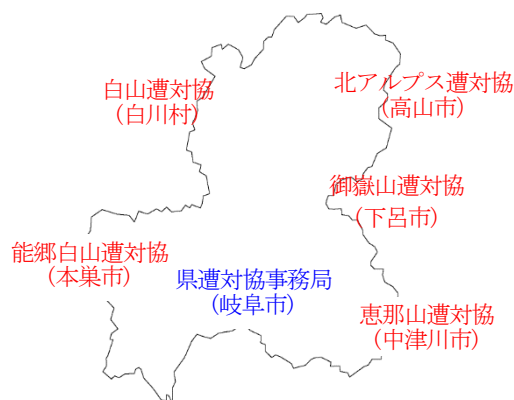 白山遭対協
（白川村）
北アルプス遭対協
（高山市）
御嶽山遭対協
（下呂市）
能郷白山遭対協
（本巣市）
県遭対協事務局
（岐阜市）
恵那山遭対協
（中津川市）